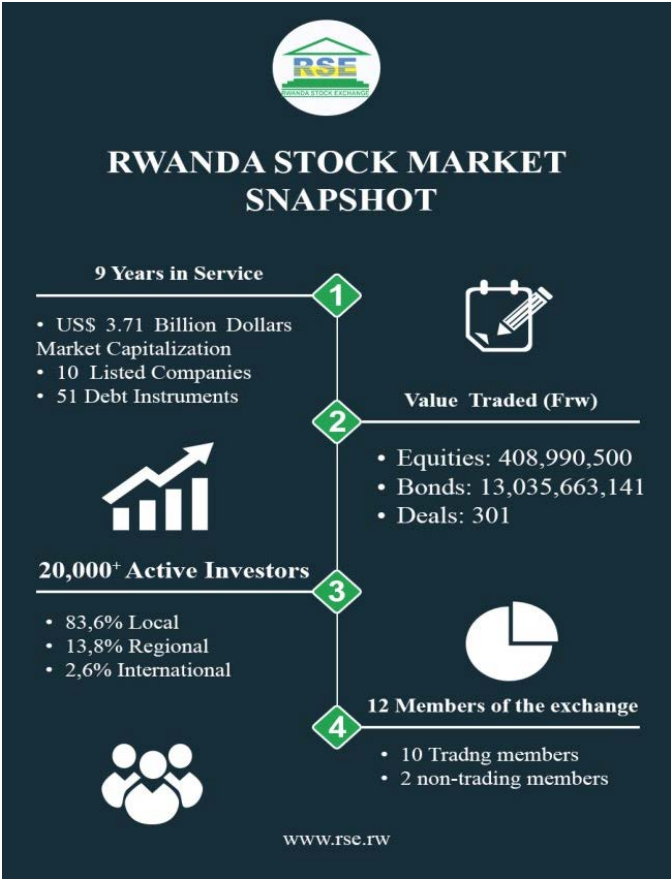 RSE
RWANDA STOCK EXCHANGE
RWANDA STOCK MARKET
SNAPSHOT
9 Years in Service
1
• US$ 3.71 Billion Dollars
Market Capitalization
• 10 Listed Companies
• 51 Debt Instruments
Value Traded (Frw)
2
• Equities: 408,990,500
• Bonds: 13,035,663,141
• Deals: 301
20,000+ Active Investors
3
• 83,6% Local
• 13,8% Regional
• 2,6% International
12 Members of the exchange
4
• 10 Tradng members
• 2 non-trading members
www.rse.rw